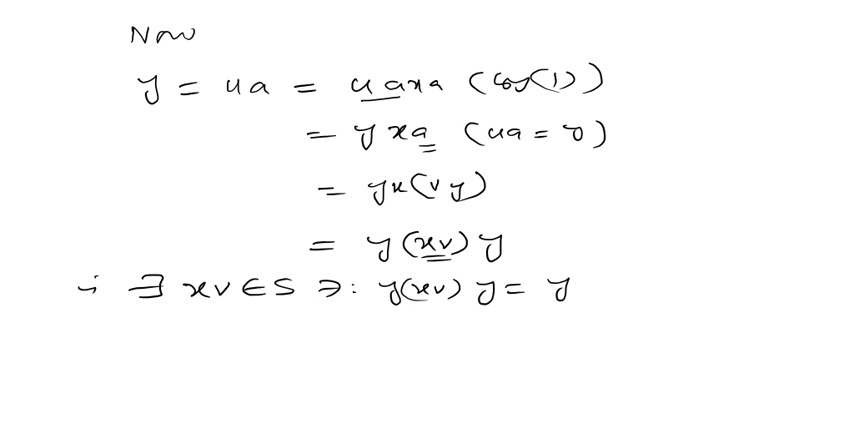 Now
y = ua = uaxa (by(1))
= yxa (ua = y)
= yx(vy)
= y(xv)y
∴ ∃ xv ∈ S ∋: y(xv)y = y